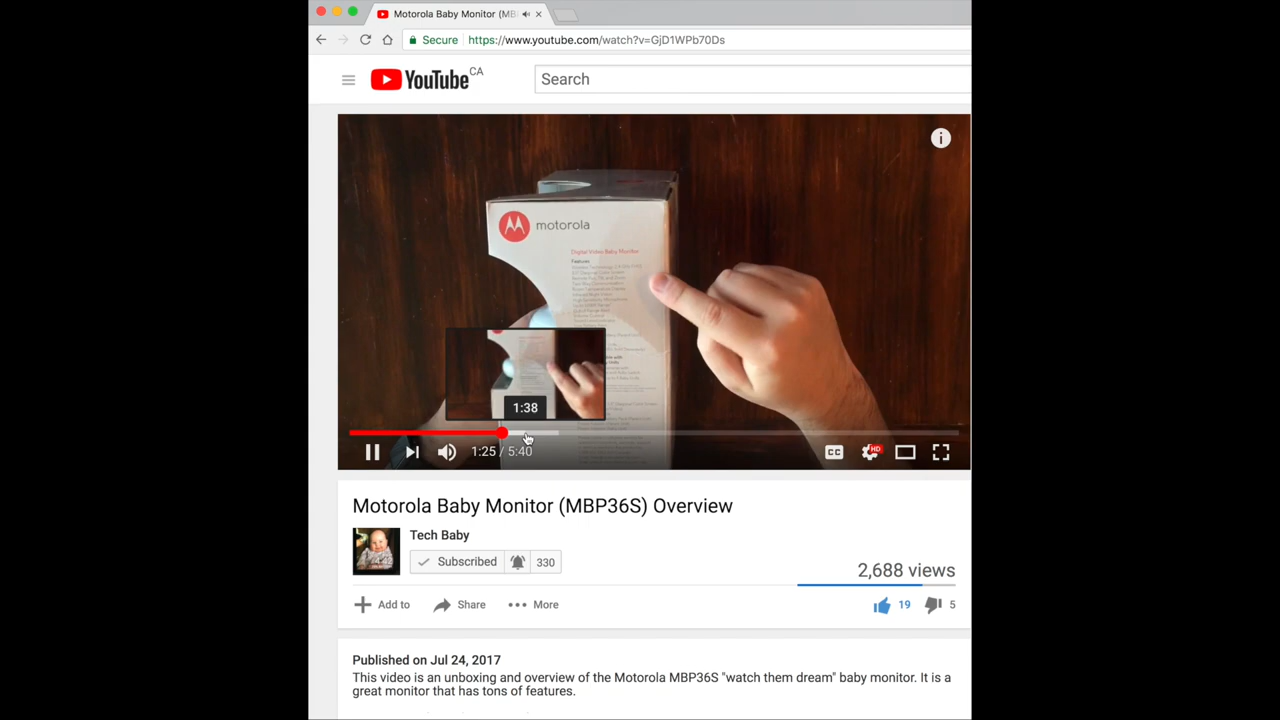 Motorola Baby Monitor (MB
Secure https://www.youtube.com/watch?v=GjD1WPb70Ds
YouTube CA
Search
i
motorola
Digital Video Baby Monitor
Features
1:38
1:25 / 5:40
CC
HD
Motorola Baby Monitor (MBP36S) Overview
Tech Baby
Subscribed 330
2,688 views
Add to Share More 19 5
Published on Jul 24, 2017
This video is an unboxing and overview of the Motorola MBP36S "watch them dream" baby monitor. It is a
great monitor that has tons of features.